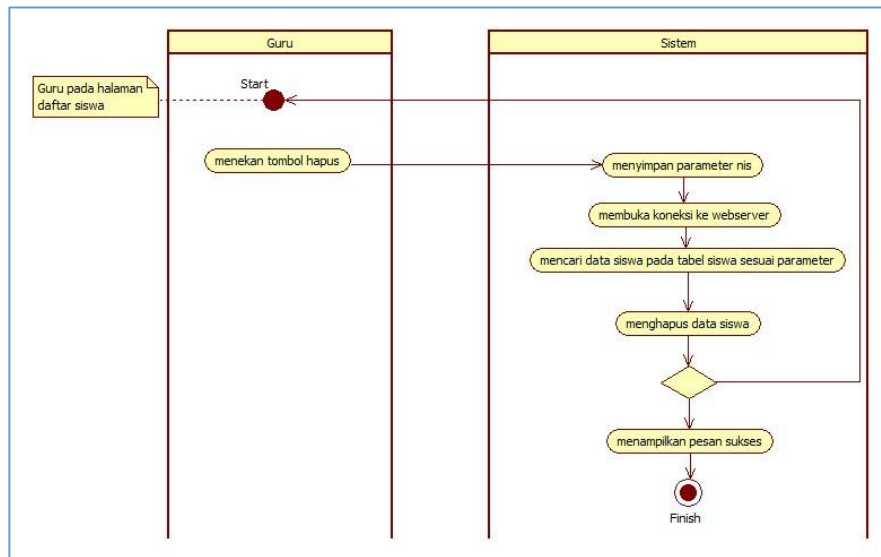 Guru
Sistem
Guru pada halaman
daftar siswa
Start
menekan tombol hapus
menyimpan parameter nis
membuka koneksi ke webserver
mencari data siswa pada tabel siswa sesuai parameter
menghapus data siswa
menampilkan pesan sukses
Finish